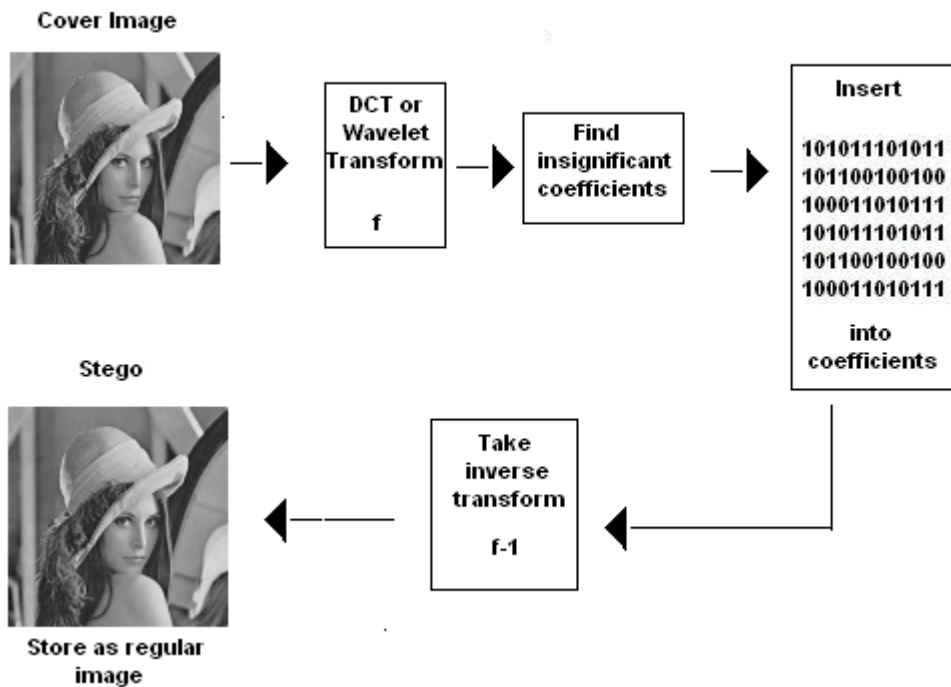 Cover Image
DCT or
Wavelet
Transform
f
Find
insignificant
coefficients
Insert
101011101011
101100100100
100011010111
101011101011
101100100100
100011010111
into
coefficients
Take
inverse
transform
f-1
Stego
Store as regular
image